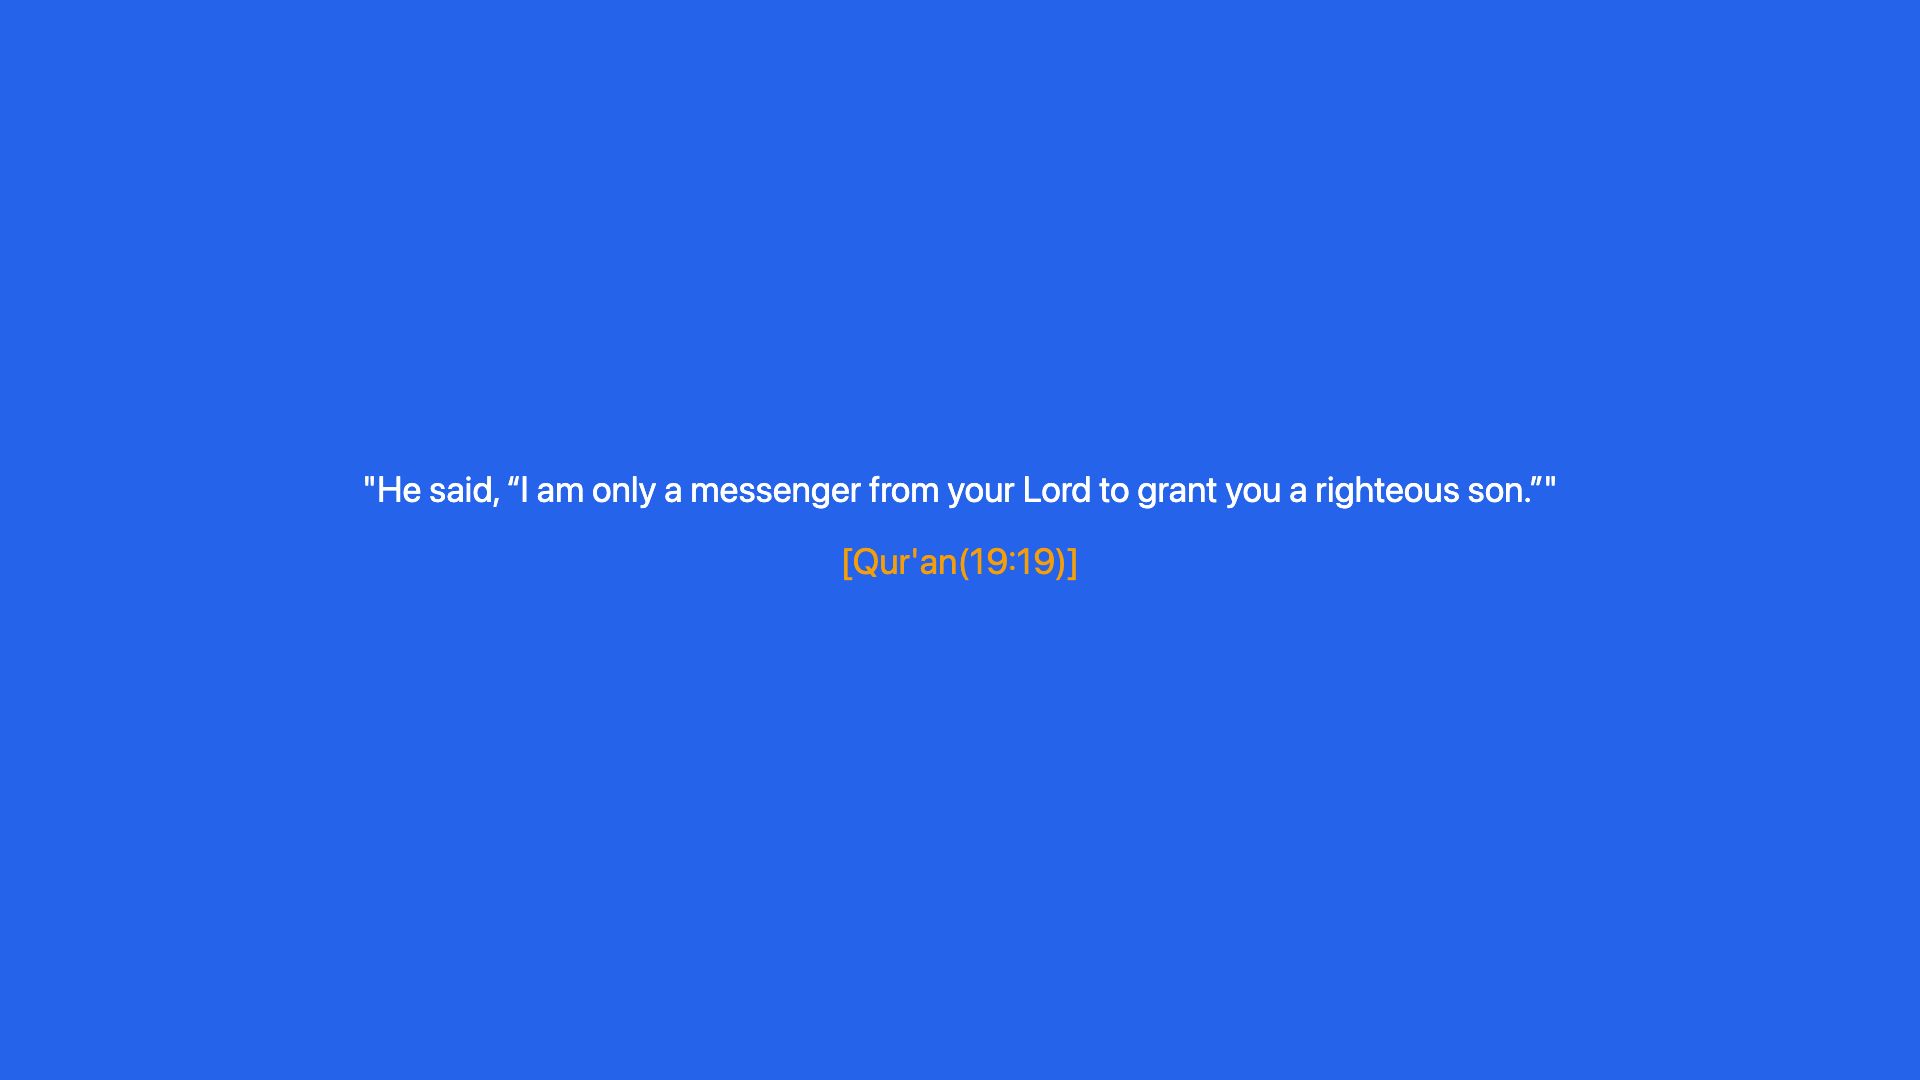 "He said, “I am only a messenger from your Lord to grant you a righteous son.”"
[Qur'an(19:19)]